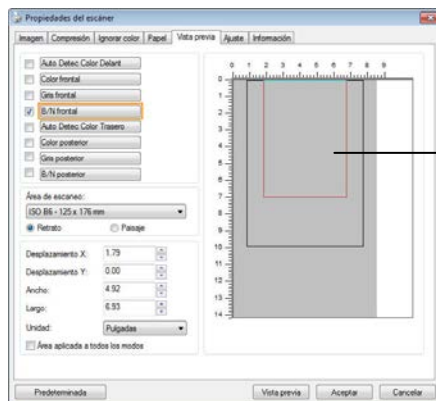 Propiedades del escáner
Imagen Compresión Ignorar color Papel Vista previa Ajuste Información
Auto Detec Color Delant
Color frontal
Gris frontal
B/N frontal
Auto Detec Color Trasero
Color posterior
Gris posterior
B/N posterior
Área de escaneo:
ISO B6 - 125 x 176 mm
Retrato Paisaje
Desplazamiento X: 1.79
Desplazamiento Y: 0.00
Ancho: 4.92
Largo: 6.93
Unidad: Pulgadas
Área aplicada a todos los modos
0 1 2 3 4 5 6 7 8 9
0
1
2
3
4
5
6
7
8
9
10
11
12
13
14
Predeterminada Vista previa Aceptar Cancelar